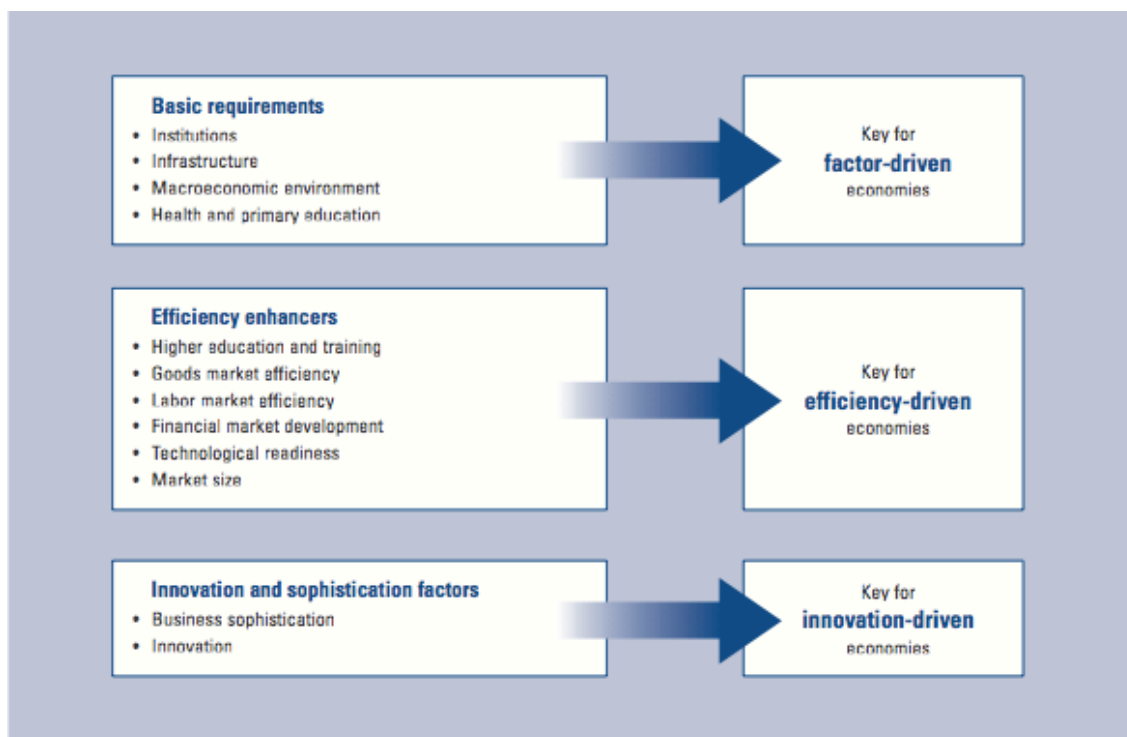 Basic requirements
• Institutions
• Infrastructure
• Macroeconomic environment
• Health and primary education
Key for
factor-driven
economies
Efficiency enhancers
• Higher education and training
• Goods market efficiency
• Labor market efficiency
• Financial market development
• Technological readiness
• Market size
Key for
efficiency-driven
economies
Innovation and sophistication factors
• Business sophistication
• Innovation
Key for
innovation-driven
economies